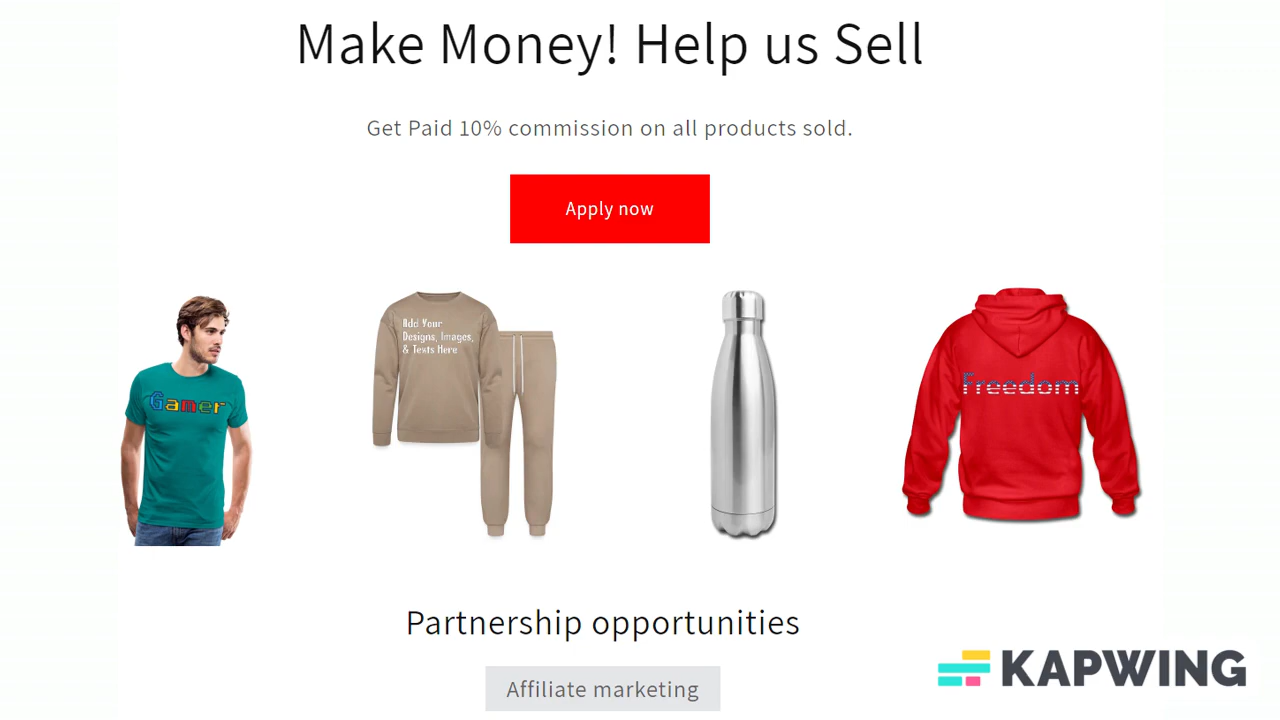 Make Money! Help us Sell
Get Paid 10% commission on all products sold.
Apply now
Gamer
Add Your
Designs, Images,
& Texts Here
Freedom
Partnership opportunities
Affiliate marketing
KAPWING